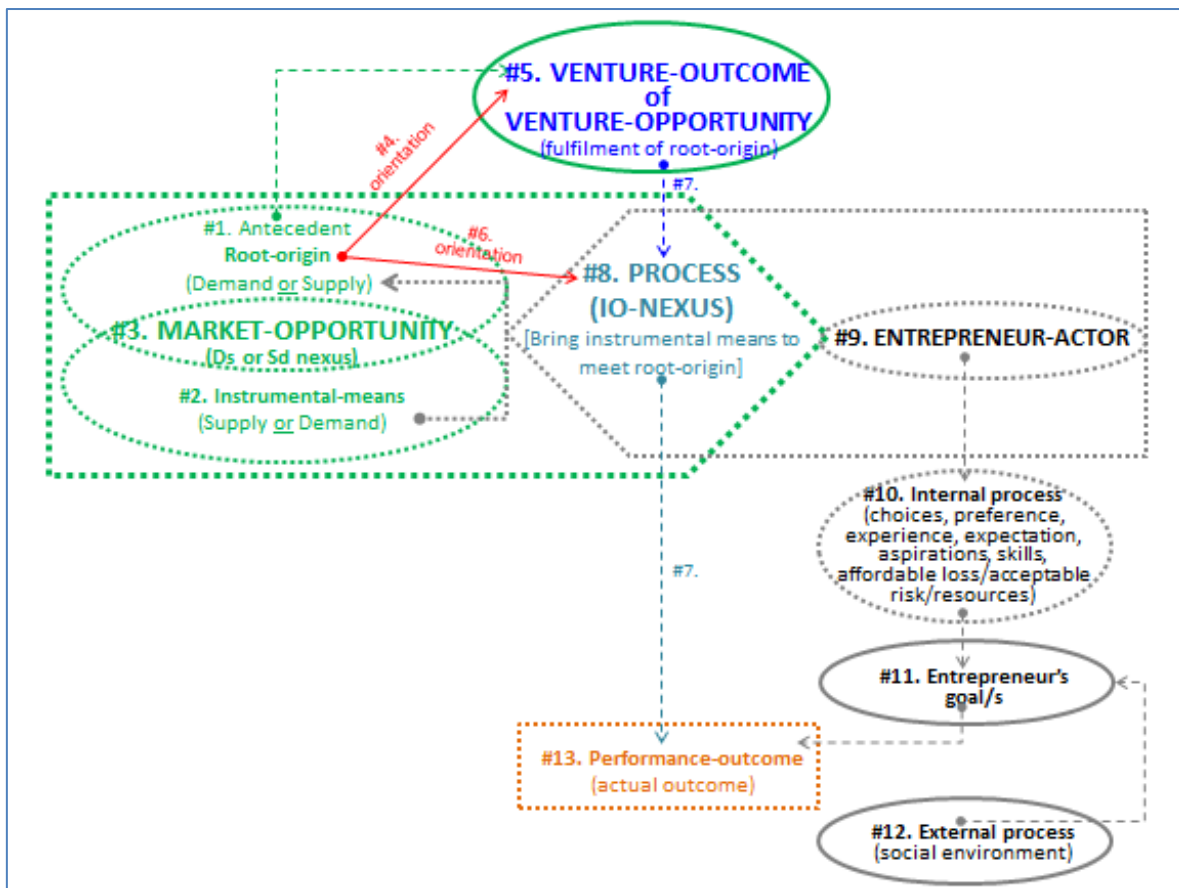 #5. VENTURE-OUTCOME
of
VENTURE-OPPORTUNITY
(fulfilment of root-origin)
#4.
orientation
#7.
#1. Antecedent
Root-origin
(Demand or Supply)
#6.
orientation
#8. PROCESS
(IO-NEXUS)
[Bring instrumental means to
meet root-origin]
#3. MARKET-OPPORTUNITY
(Ds or Sd nexus)
#2. Instrumental-means
(Supply or Demand)
#9. ENTREPRENEUR-ACTOR
#10. Internal process
(choices, preference,
experience, expectation,
aspirations, skills,
affordable loss/acceptable
risk/resources)
#7.
#11. Entrepreneur's
goal/s
#13. Performance-outcome
(actual outcome)
#12. External process
(social environment)